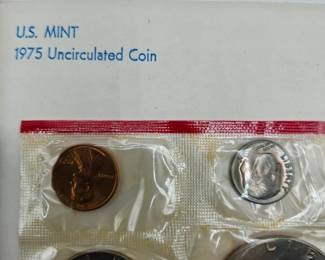 U.S. MINT
1975 Uncirculated Coin